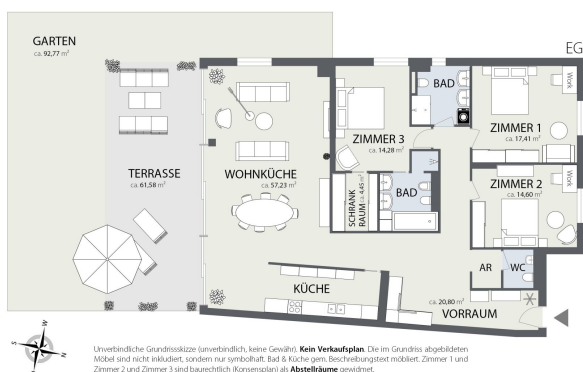 EG
GARTEN
ca. 92,77 m²
BAD
ZIMMER 1
ca. 17,41 m²
Work
ZIMMER 3
ca. 14,28 m²
TERRASSE
ca. 61,58 m²
WOHNKÜCHE
ca. 57,23 m²
SCHRANK
RAUM ca. 4,45 m²
BAD
ZIMMER 2
ca. 14,60 m²
Work
AR
WC
KÜCHE
ca. 20,80 m²
VORRAUM
S
W
O
N
Unverbindliche Grundrissskizze (unverbindlich, keine Gewähr). Kein Verkaufsplan. Die im Grundriss abgebildeten
Möbel sind nicht inkludiert, sondern nur symbolhaft. Bad & Küche gem. Beschreibungstext möbliert. Zimmer 1 und
Zimmer 2 und Zimmer 3 sind baurechtlich (Konsensplan) als Abstellräume gewidmet.